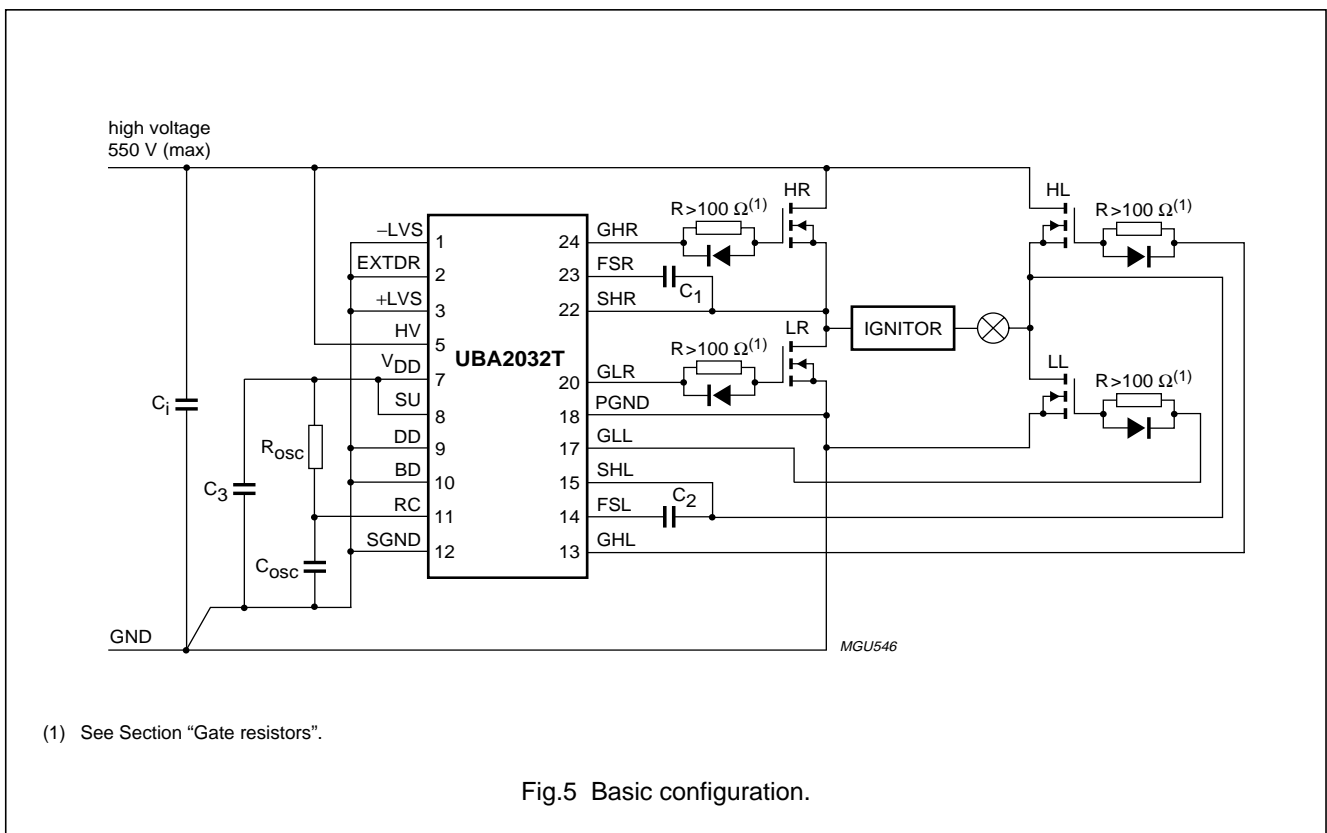 high voltage
550 V (max)
HR
HL
R>100 Ω(1)
R>100 Ω(1)
−LVS
1
24
GHR
EXTDR
2
23
FSR
C1
+LVS
3
22
SHR
HV
5
UBA2032T
LR
IGNITOR
R>100 Ω(1)
LL
R>100 Ω(1)
VDD
7
20
GLR
SU
8
18
PGND
Ci
Rosc
DD
9
17
GLL
C3
BD
10
15
SHL
C2
RC
11
14
FSL
SGND
12
13
GHL
Cosc
GND
MGU546
(1) See Section “Gate resistors”.
Fig.5 Basic configuration.